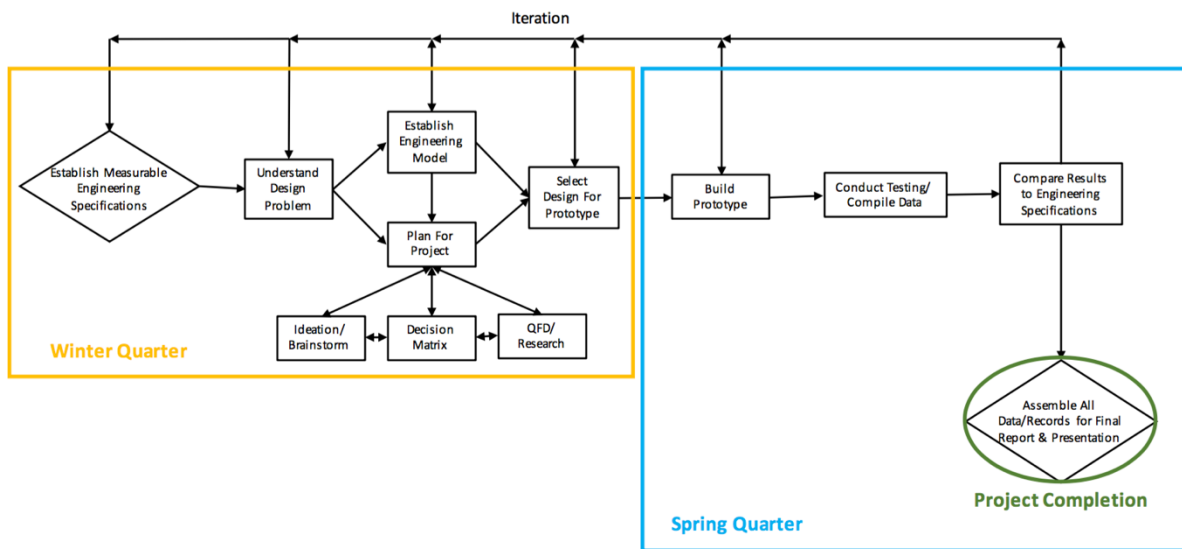 Iteration
Establish Measurable
Engineering
Specifications
Understand
Design
Problem
Establish
Engineering
Model
Plan For
Project
Ideation/
Brainstorm
Decision
Matrix
QFD/
Research
Select
Design For
Prototype
Winter Quarter
Build
Prototype
Conduct Testing/
Compile Data
Compare Results
to Engineering
Specifications
Assemble All
Data/Records for Final
Report & Presentation
Project Completion
Spring Quarter